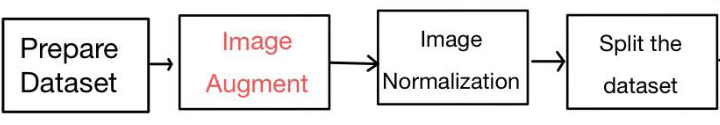 Prepare
Dataset
Image
Augment
Image
Normalization
Split the
dataset